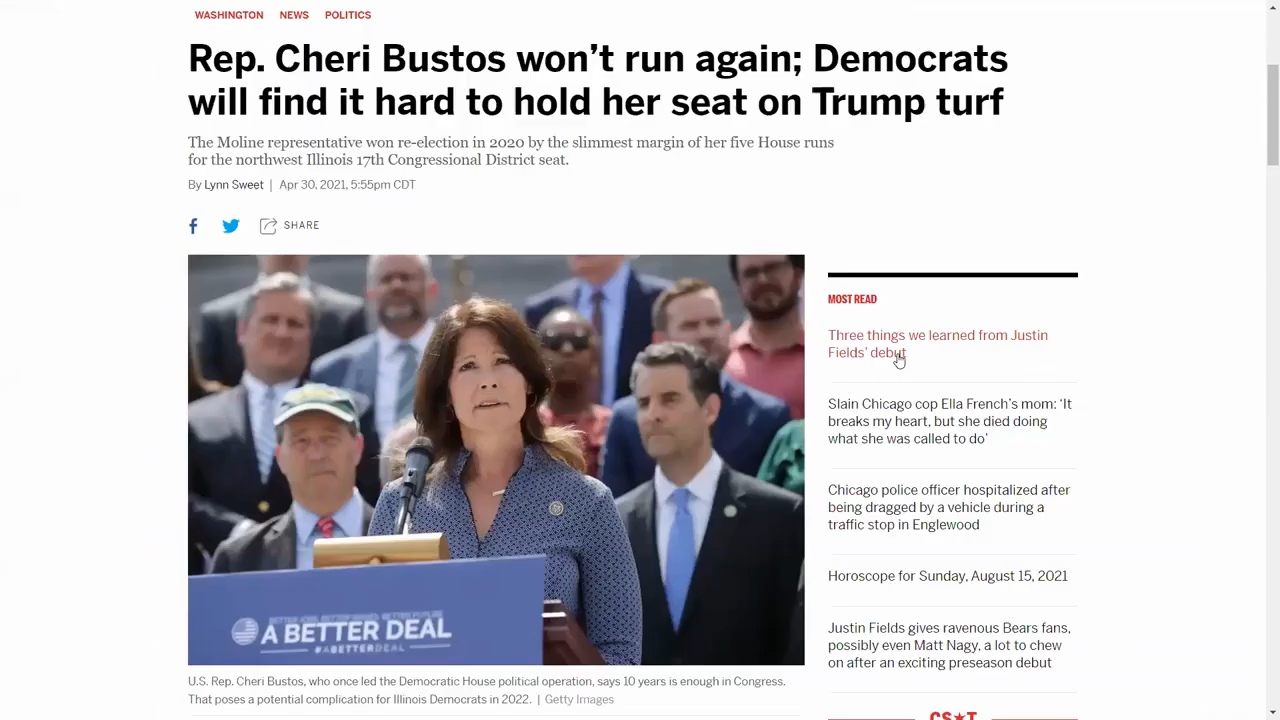 WASHINGTON NEWS POLITICS
Rep. Cheri Bustos won’t run again; Democrats
will find it hard to hold her seat on Trump turf
The Moline representative won re-election in 2020 by the slimmest margin of her five House runs
for the northwest Illinois 17th Congressional District seat.
By Lynn Sweet | Apr 30, 2021, 5:55pm CDT
SHARE
A BETTER DEAL
#ABETTERDEAL
U.S. Rep. Cheri Bustos, who once led the Democratic House political operation, says 10 years is enough in Congress.
That poses a potential complication for Illinois Democrats in 2022. | Getty Images
MOST READ
Three things we learned from Justin
Fields’ debut
Slain Chicago cop Ella French’s mom: ‘It
breaks my heart, but she died doing
what she was called to do’
Chicago police officer hospitalized after
being dragged by a vehicle during a
traffic stop in Englewood
Horoscope for Sunday, August 15, 2021
Justin Fields gives ravenous Bears fans,
possibly even Matt Nagy, a lot to chew
on after an exciting preseason debut
CS★T